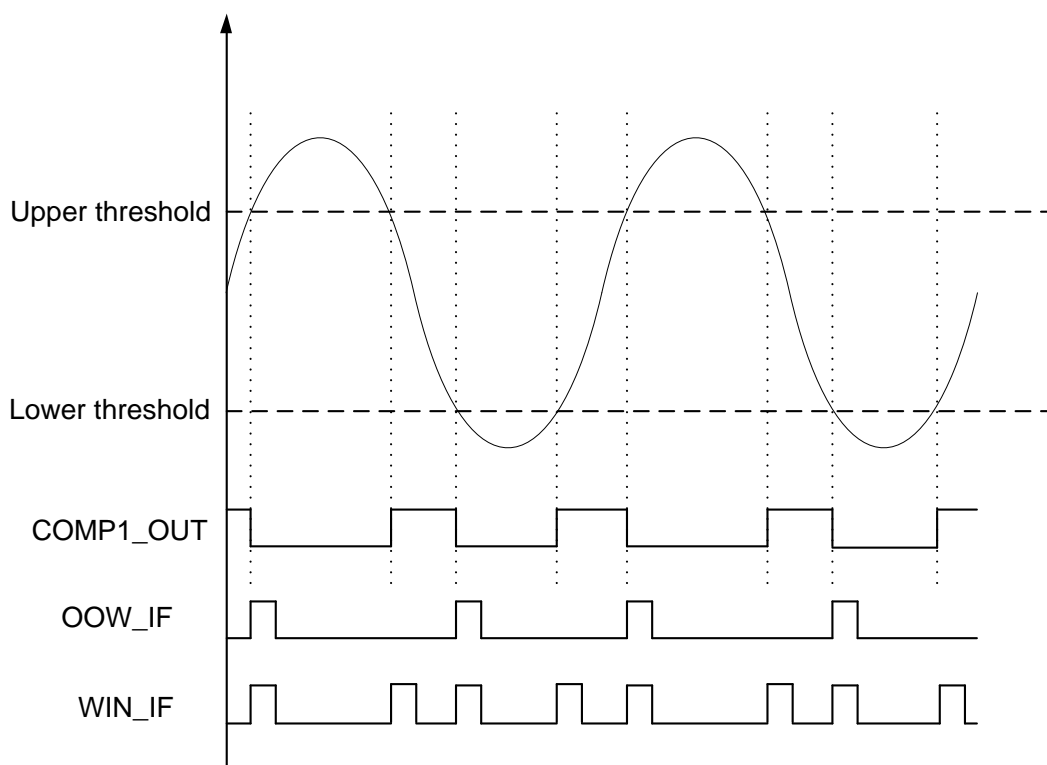 Upper threshold
Lower threshold
COMP1_OUT
OOW_IF
WIN_IF